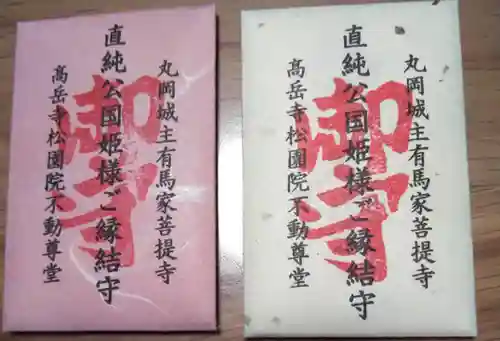 丸岡城主有馬家菩提寺
直純公国姫様ご縁結守
高岳寺松園院不動尊堂
御守
丸岡城主有馬家菩提寺
直純公国姫様ご縁結守
高岳寺松園院不動尊堂
御守